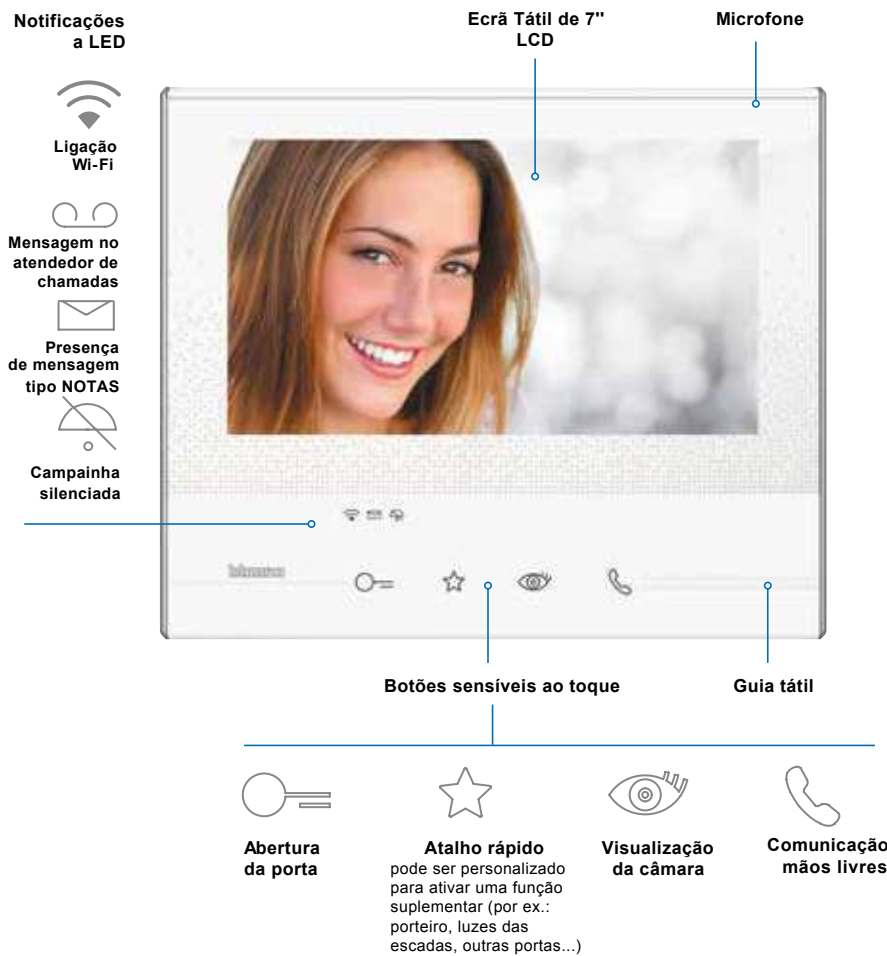 Notificações
a LED
Ecrã Tátil de 7''
LCD
Microfone
Ligação
Wi-Fi
Mensagem no
atendedor de
chamadas
Presença
de mensagem
tipo NOTAS
Campainha
silenciada
bticino
Botões sensíveis ao toque
Guia tátil
Abertura
da porta
Atalho rápido
pode ser personalizado
para ativar uma função
suplementar (por ex.:
porteiro, luzes das
escadas, outras portas...)
Visualização
da câmara
Comunicação
mãos livres